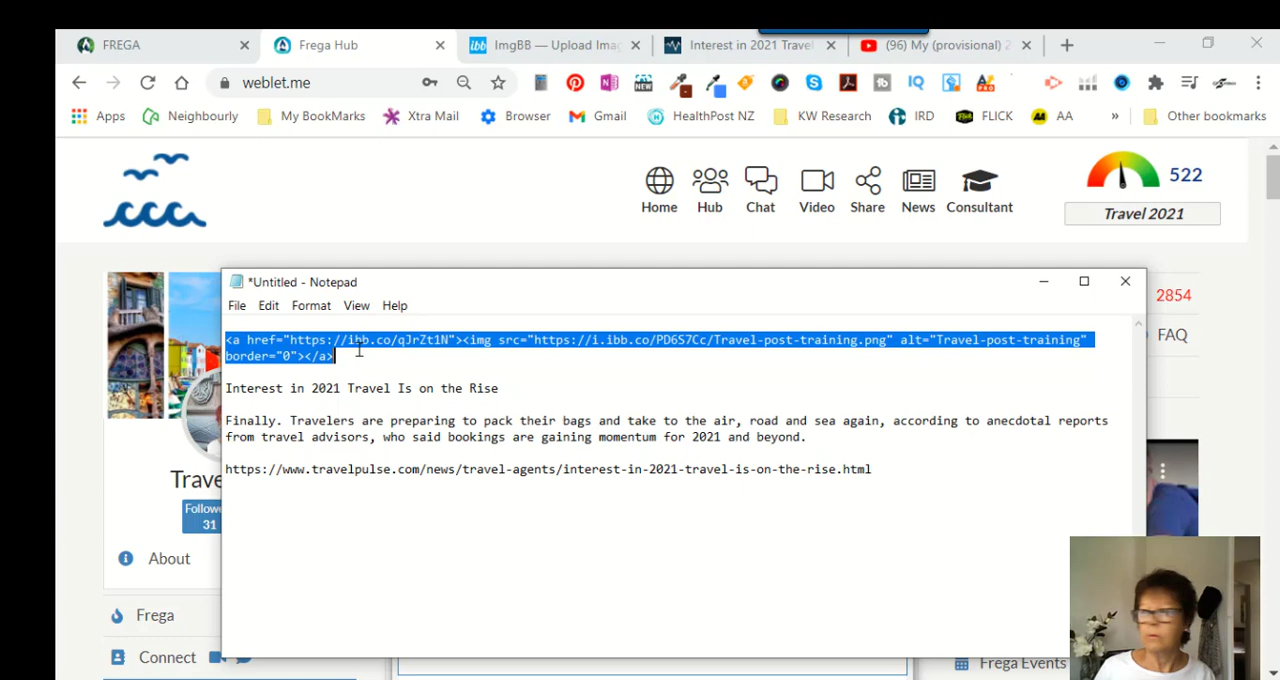 FREGA
Frega Hub
ibb ImgBB — Upload Imag
Interest in 2021 Travel
(96) My (provisional) 2
weblet.me
NEW
IQ
PRO
Apps
Neighbourly
My BookMarks
Xtra Mail
Browser
Gmail
HealthPost NZ
KW Research
IRD
FLICK
AA
»
Other bookmarks
Home
Hub
Chat
Video
Share
News
Consultant
522
Travel 2021
*Untitled - Notepad
2854
File Edit Format View Help
FAQ
<a href="https://ibb.co/qJrZt1N"><img src="https://i.ibb.co/PD6S7Cc/Travel-post-training.png" alt="Travel-post-training"
border="0"></a>
Interest in 2021 Travel Is on the Rise
Finally. Travelers are preparing to pack their bags and take to the air, road and sea again, according to anecdotal reports
from travel advisors, who said bookings are gaining momentum for 2021 and beyond.
https://www.travelpulse.com/news/travel-agents/interest-in-2021-travel-is-on-the-rise.html
Trave
Followe
31
About
Frega
Connect
Frega Events